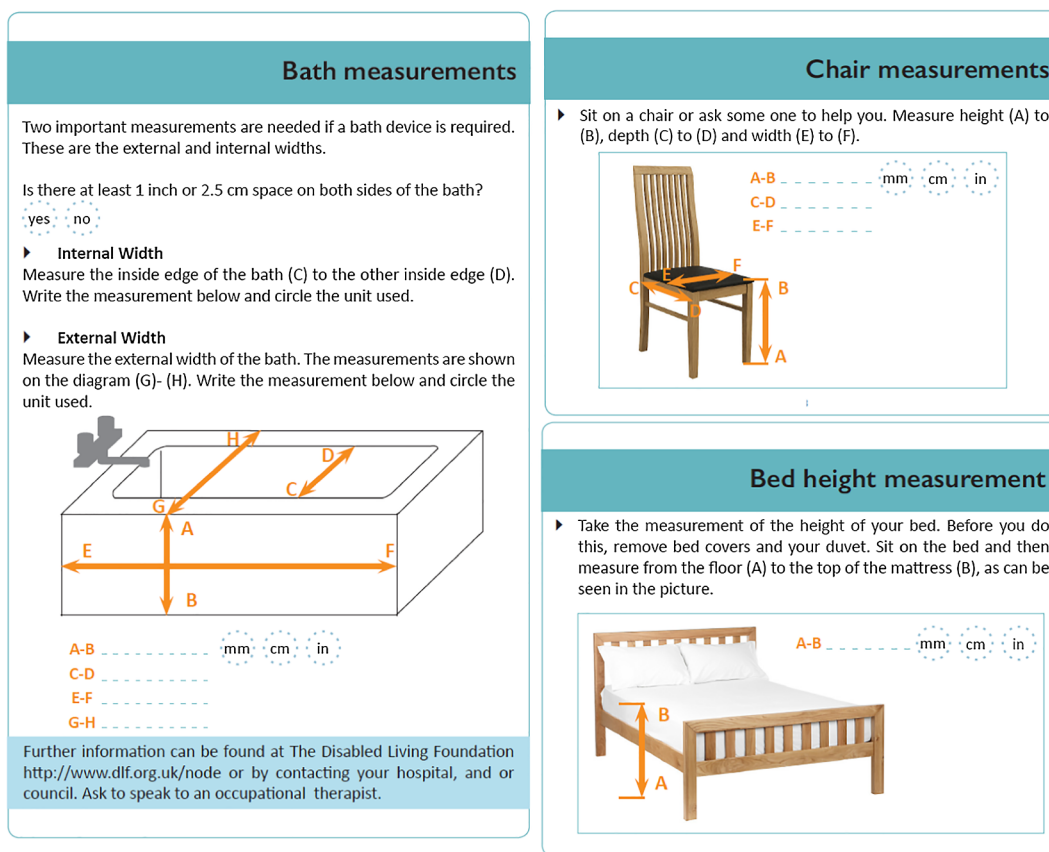 Bath measurements
Two important measurements are needed if a bath device is required.
These are the external and internal widths.
Is there at least 1 inch or 2.5 cm space on both sides of the bath?
yes no
Internal Width
Measure the inside edge of the bath (C) to the other inside edge (D).
Write the measurement below and circle the unit used.
External Width
Measure the external width of the bath. The measurements are shown
on the diagram (G)- (H). Write the measurement below and circle the
unit used.
H
D
C
G
A
E F
B
A-B _ _ _ _ _ _ _ _ _ mm cm in
C-D _ _ _ _ _ _ _ _ _
E-F _ _ _ _ _ _ _ _ _
G-H _ _ _ _ _ _ _ _ _
Further information can be found at The Disabled Living Foundation
http://www.dlf.org.uk/node or by contacting your hospital, and or
council. Ask to speak to an occupational therapist.
Chair measurements
Sit on a chair or ask some one to help you. Measure height (A) to
(B), depth (C) to (D) and width (E) to (F).
A-B _ _ _ _ _ _ _ _ mm cm in
C-D _ _ _ _ _ _ _ _
E-F _ _ _ _ _ _ _ _
F
E
C B
D
A
Bed height measurement
Take the measurement of the height of your bed. Before you do
this, remove bed covers and your duvet. Sit on the bed and then
measure from the floor (A) to the top of the mattress (B), as can be
seen in the picture.
A-B _ _ _ _ _ _ _ _ mm cm in
B
A